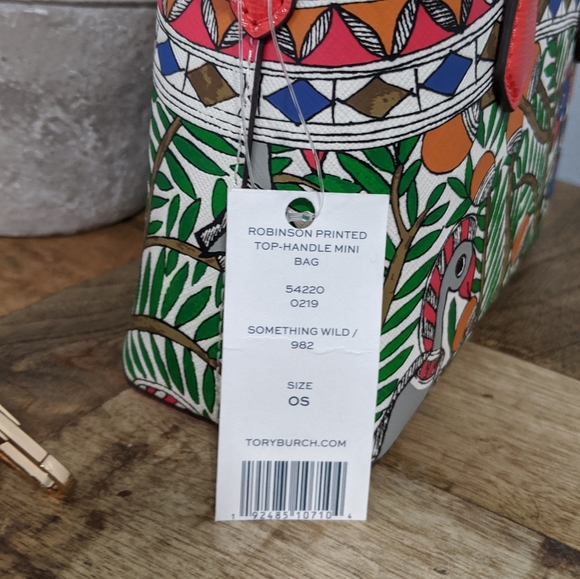 ROBINSON PRINTED
TOP-HANDLE MINI
BAG
54220
0219
SOMETHING WILD /
982
SIZE
OS
TORYBURCH.COM
1 92485 10710 4